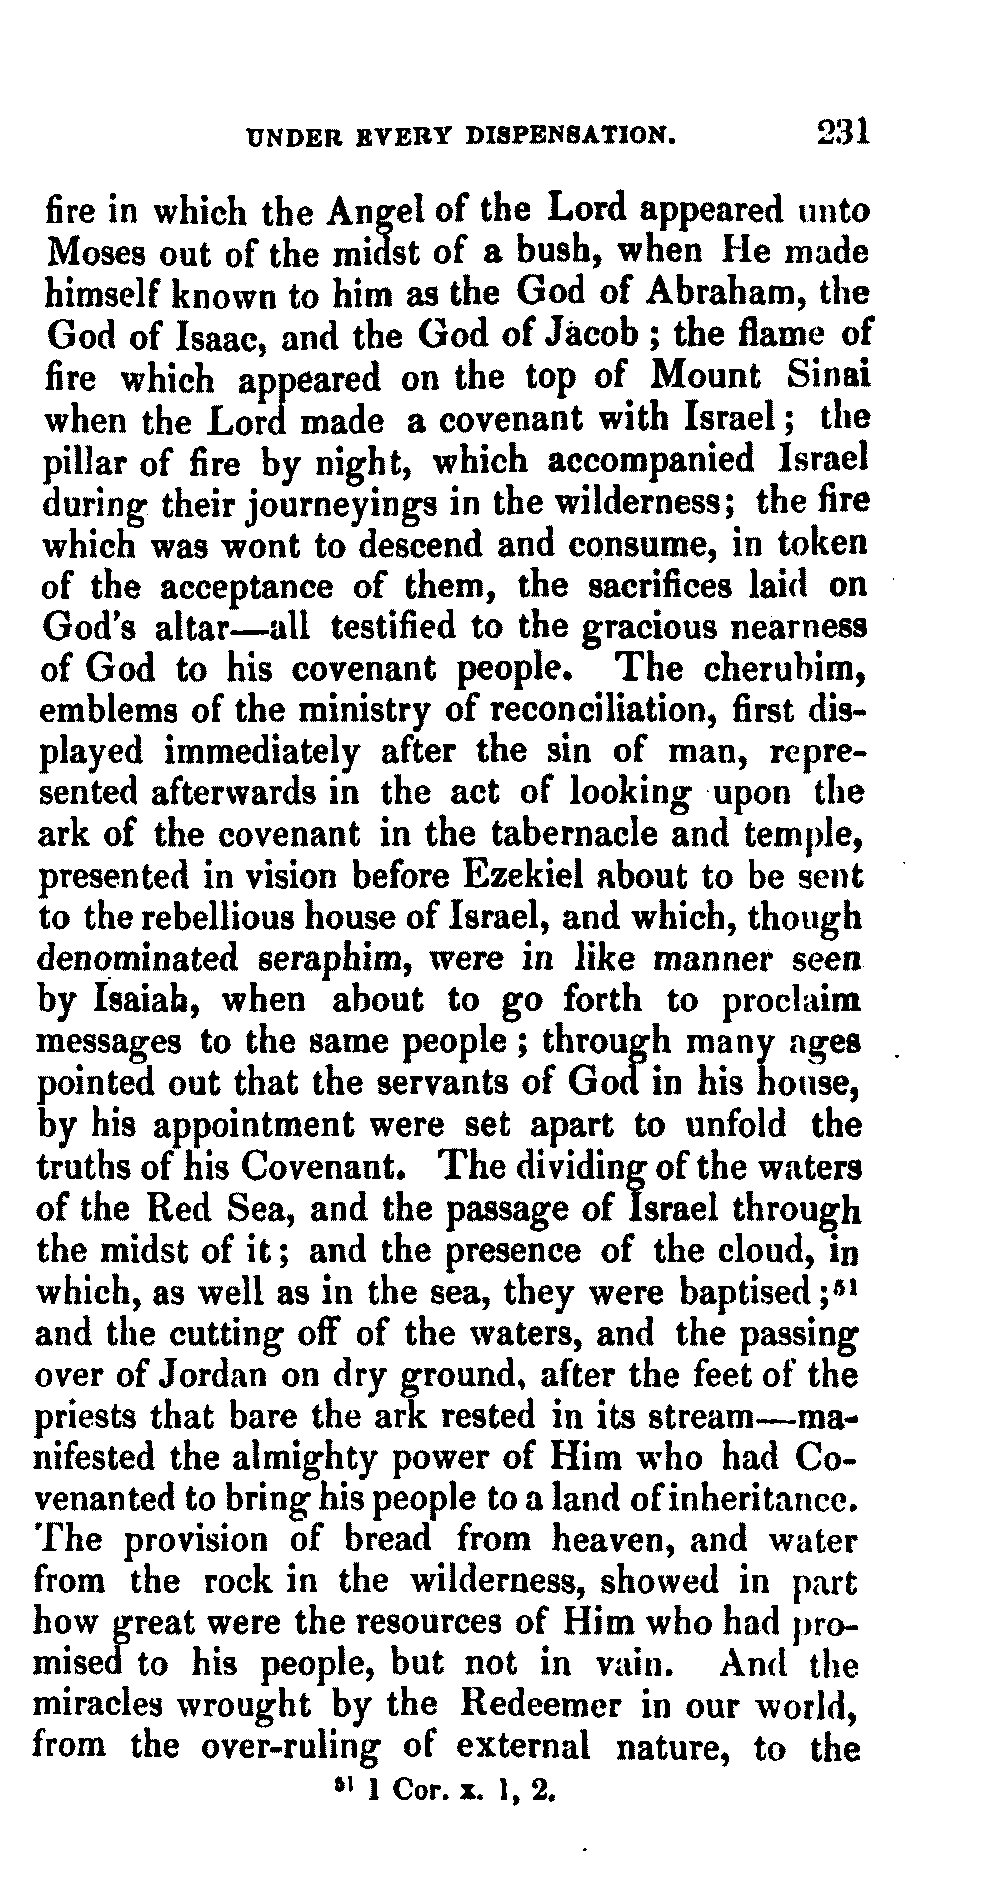 UNDER EVERY DISPENSATION. 231
fire in which the Angel of the Lord appeared unto
Moses out of the midst of a bush, when He made
himself known to him as the God of Abraham, the
God of Isaac, and the God of Jacob ; the flame of
fire which appeared on the top of Mount Sinai
when the Lord made a covenant with Israel ; the
pillar of fire by night, which accompanied Israel
during their journeyings in the wilderness; the fire
which was wont to descend and consume, in token
of the acceptance of them, the sacrifices laid on
God's altar—all testified to the gracious nearness
of God to his covenant people. The cherubim,
emblems of the ministry of reconciliation, first dis-
played immediately after the sin of man, repre-
sented afterwards in the act of looking upon the
ark of the covenant in the tabernacle and temple,
presented in vision before Ezekiel about to be sent
to the rebellious house of Israel, and which, though
denominated seraphim, were in like manner seen
by Isaiah, when about to go forth to proclaim
messages to the same people ; through many ages
pointed out that the servants of God in his house,
by his appointment were set apart to unfold the
truths of his Covenant. The dividing of the waters
of the Red Sea, and the passage of Israel through
the midst of it ; and the presence of the cloud, in
which, as well as in the sea, they were baptised ;⁵¹
and the cutting off of the waters, and the passing
over of Jordan on dry ground, after the feet of the
priests that bare the ark rested in its stream—ma-
nifested the almighty power of Him who had Co-
venanted to bring his people to a land of inheritance.
The provision of bread from heaven, and water
from the rock in the wilderness, showed in part
how great were the resources of Him who had pro-
mised to his people, but not in vain. And the
miracles wrought by the Redeemer in our world,
from the over-ruling of external nature, to the
⁵¹ 1 Cor. x. 1, 2.